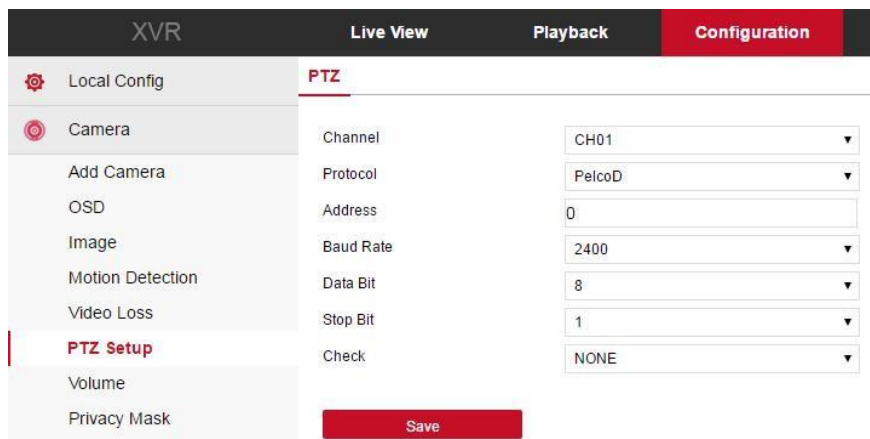 XVR Live View Playback Configuration
Local Config
Camera
Add Camera
OSD
Image
Motion Detection
Video Loss
PTZ Setup
Volume
Privacy Mask
PTZ
Channel CH01
Protocol PelcoD
Address 0
Baud Rate 2400
Data Bit 8
Stop Bit 1
Check NONE
Save